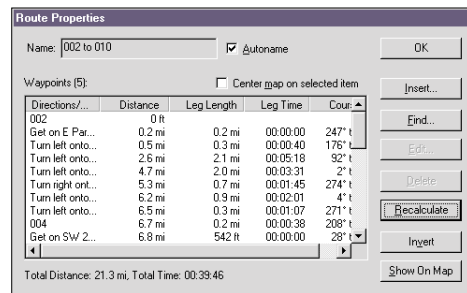 Route Properties
Name: 002 to 010
Autoname
OK
Waypoints (5):
Center map on selected item
Insert...
Directions/... Distance Leg Length Leg Time Cour
002 0 ft
Get on E Par... 0.2 mi 0.2 mi 00:00:00 247° t
Find...
Turn left onto... 0.5 mi 0.3 mi 00:00:40 176° t
Turn left onto... 2.6 mi 2.1 mi 00:05:18 92° t
Edit...
Turn left onto... 4.7 mi 2.0 mi 00:03:31 2° t
Turn right ont... 5.3 mi 0.7 mi 00:01:45 274° t
Delete
Turn left onto... 6.2 mi 0.9 mi 00:02:01 4° t
Turn left onto... 6.5 mi 0.3 mi 00:01:07 271° t
Recalculate
004 6.7 mi 0.2 mi 00:00:38 208° t
Get on SW 2... 6.8 mi 542 ft 00:00:00 28° t
Invert
Total Distance: 21.3 mi, Total Time: 00:39:46
Show On Map